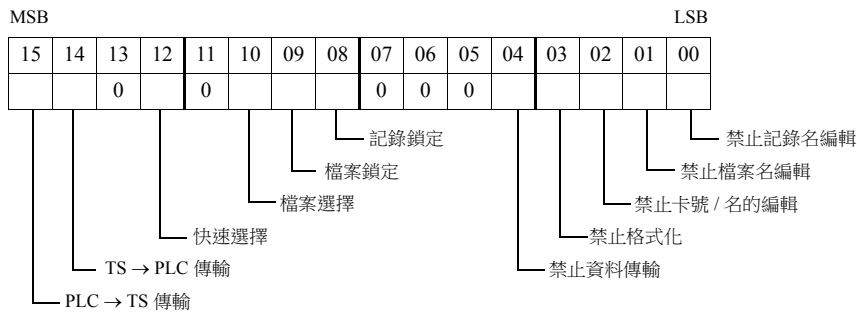 MSB LSB
15 14 13 12 11 10 09 08 07 06 05 04 03 02 01 00
0 0 0 0 0
記錄鎖定 禁止記錄名編輯
檔案鎖定 禁止檔案名編輯
檔案選擇 禁止卡號 / 名的編輯
快速選擇 禁止格式化
TS → PLC 傳輸 禁止資料傳輸
PLC → TS 傳輸